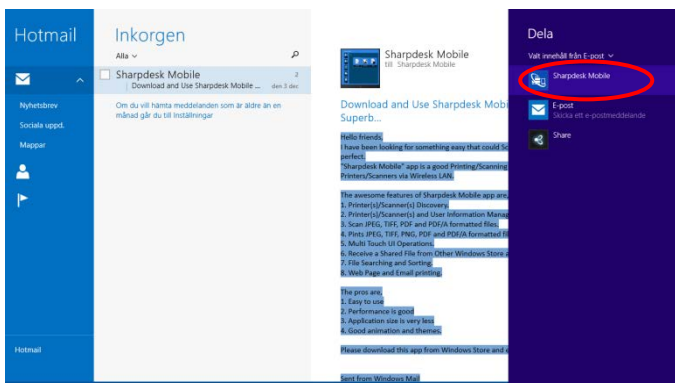 Hotmail
Nyhetsbrev
Sociala uppd.
Mappar
Hotmail
Inkorgen
Alla
Sharpdesk Mobile 2
Download and Use Sharpdesk Mobile ... den 3 dec
Om du vill hämta meddelanden som är äldre än en
månad går du till Inställningar
Sharpdesk Mobile
till Sharpdesk Mobile
Download and Use Sharpdesk Mobi
Superb...
Hello friends,
I have been looking for something easy that could Sc
perfect.
"Sharpdesk Mobile" app is a good Printing/Scanning
Printers/Scanners via Wireless LAN.
The awesome features of Sharpdesk Mobile app are,
1. Printer(s)/Scanner(s) Discovery.
2. Printer(s)/Scanner(s) and User Information Manag
3. Scan JPEG, TIFF, PDF and PDF/A formatted files.
4. Pints JPEG, TIFF, PNG, PDF and PDF/A formatted fil
5. Multi Touch UI Operations.
6. Receive a Shared File from Other Windows Store a
7. File Searching and Sorting.
8. Web Page and Email printing.
The pros are,
1. Easy to use
2. Performance is good
3. Application size is very less
4. Good animation and themes.
Please download this app from Windows Store and e
Sent from Windows Mail
Dela
Valt innehåll från E-post
Sharpdesk Mobile
E-post
Skicka ett e-postmeddelande
Share